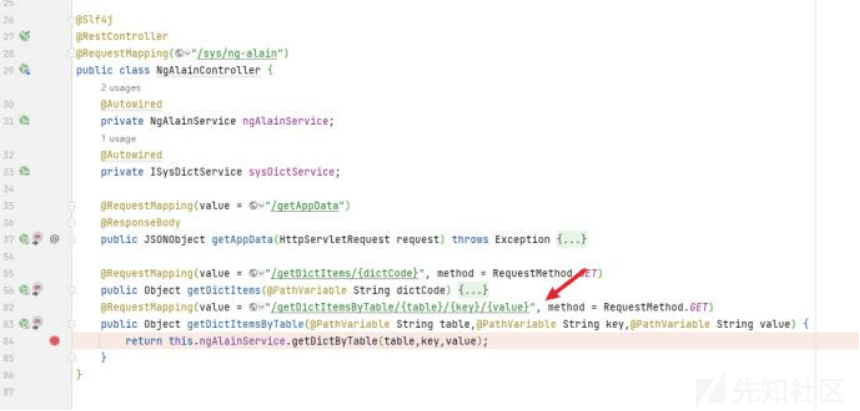 25
26 @Slf4j
27 @RestController
28 @RequestMapping("/sys/ng-alain")
29 public class NgAlainController {
2 usages
30 @Autowired
31 private NgAlainService ngAlainService;
1 usage
32 @Autowired
33 private ISysDictService sysDictService;
34
35 @RequestMapping(value = "/getAppData")
36 @ResponseBody
37 @ public JSONObject getAppData(HttpServletRequest request) throws Exception {...}
54
55 @RequestMapping(value = "/getDictItems/{dictCode}", method = RequestMethod.GET)
56 public Object getDictItems(@PathVariable String dictCode) {...}
82 @RequestMapping(value = "/getDictItemsByTable/{table}/{key}/{value}", method = RequestMethod.GET)
83 public Object getDictItemsByTable(@PathVariable String table,@PathVariable String key,@PathVariable String value) {
84 return this.ngAlainService.getDictByTable(table,key,value);
85 }
86 }
87
先知社区